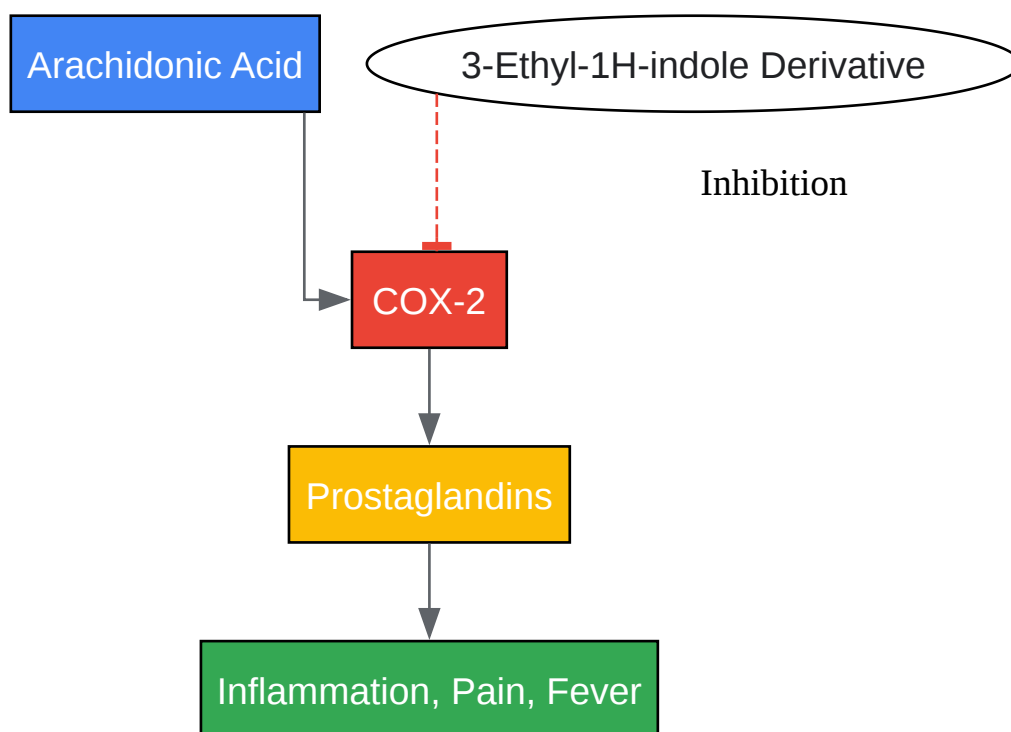 Arachidonic Acid
3-Ethyl-1H-indole Derivative
Inhibition
COX-2
Prostaglandins
Inflammation, Pain, Fever